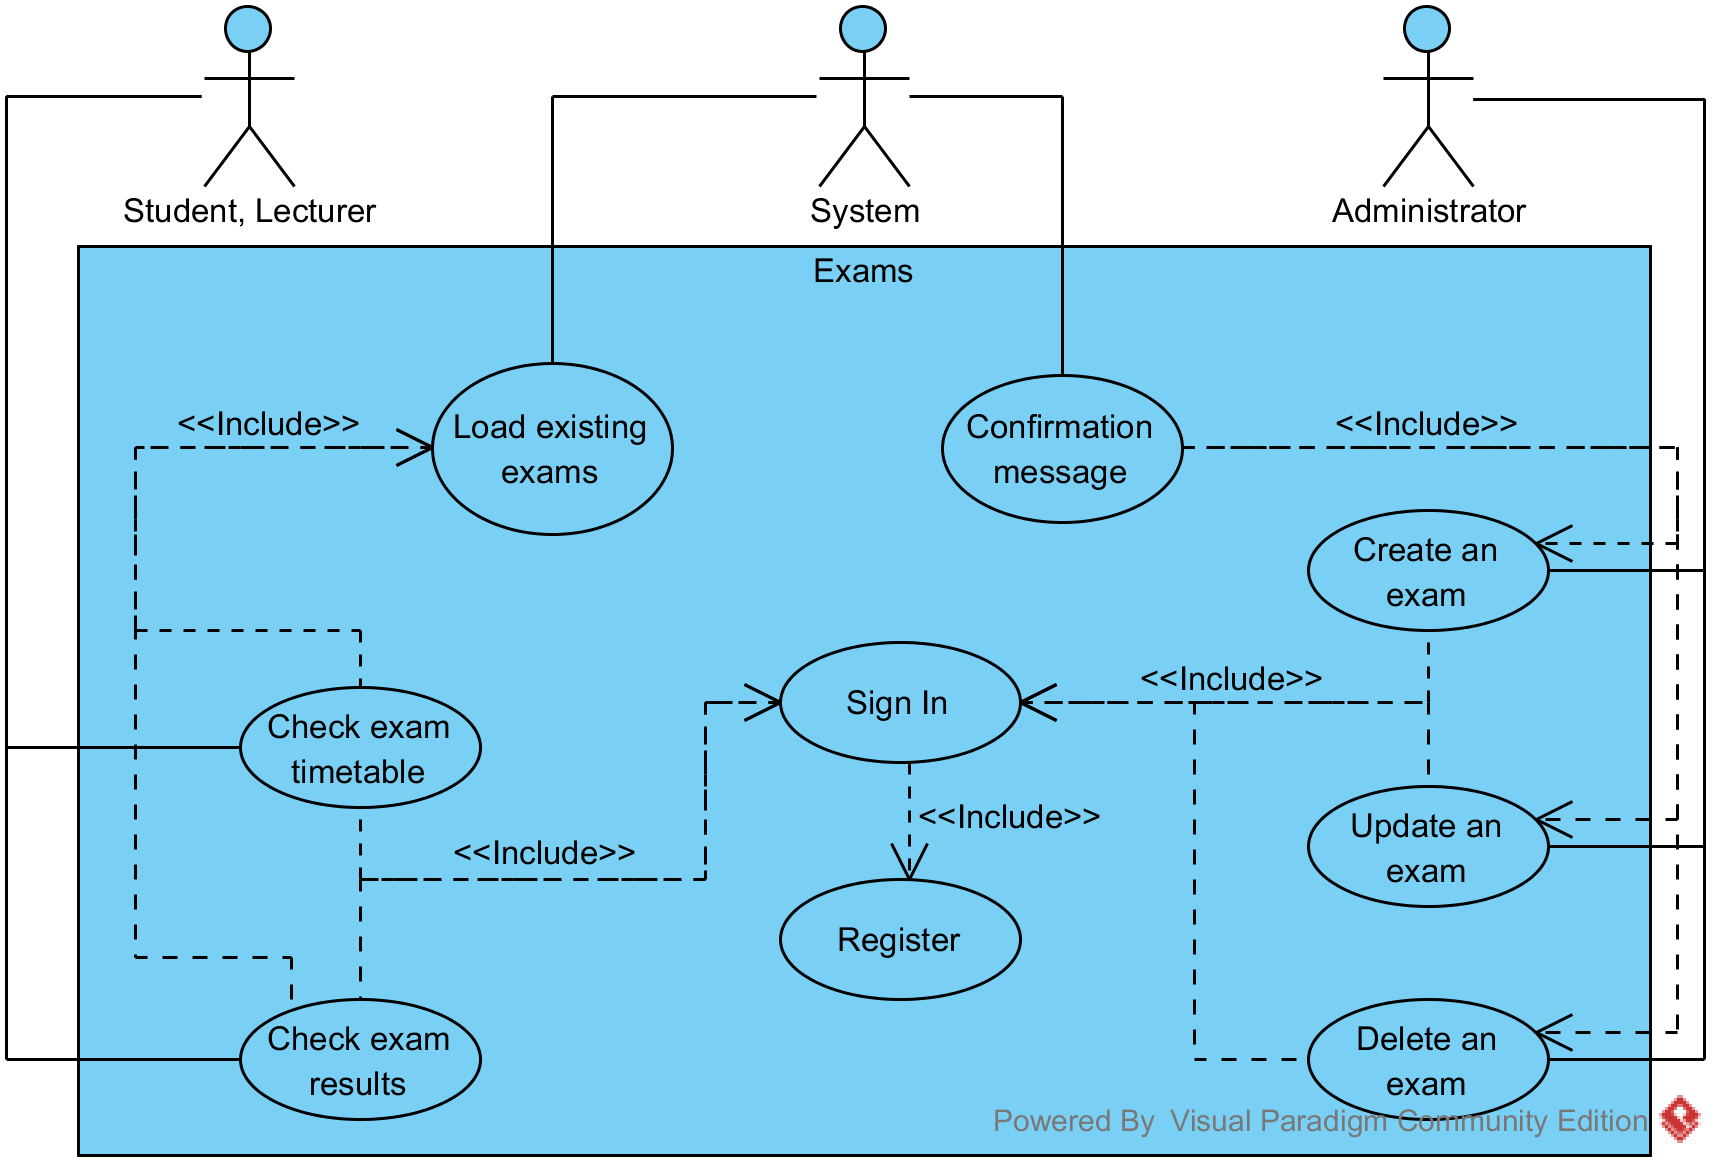 Student, Lecturer
System
Administrator
Exams
<<Include>>
Load existing
exams
Confirmation
message
<<Include>>
Create an
exam
Sign In
<<Include>>
Check exam
timetable
<<Include>>
<<Include>>
Update an
exam
Register
Check exam
results
Delete an
exam
Powered By Visual Paradigm Community Edition